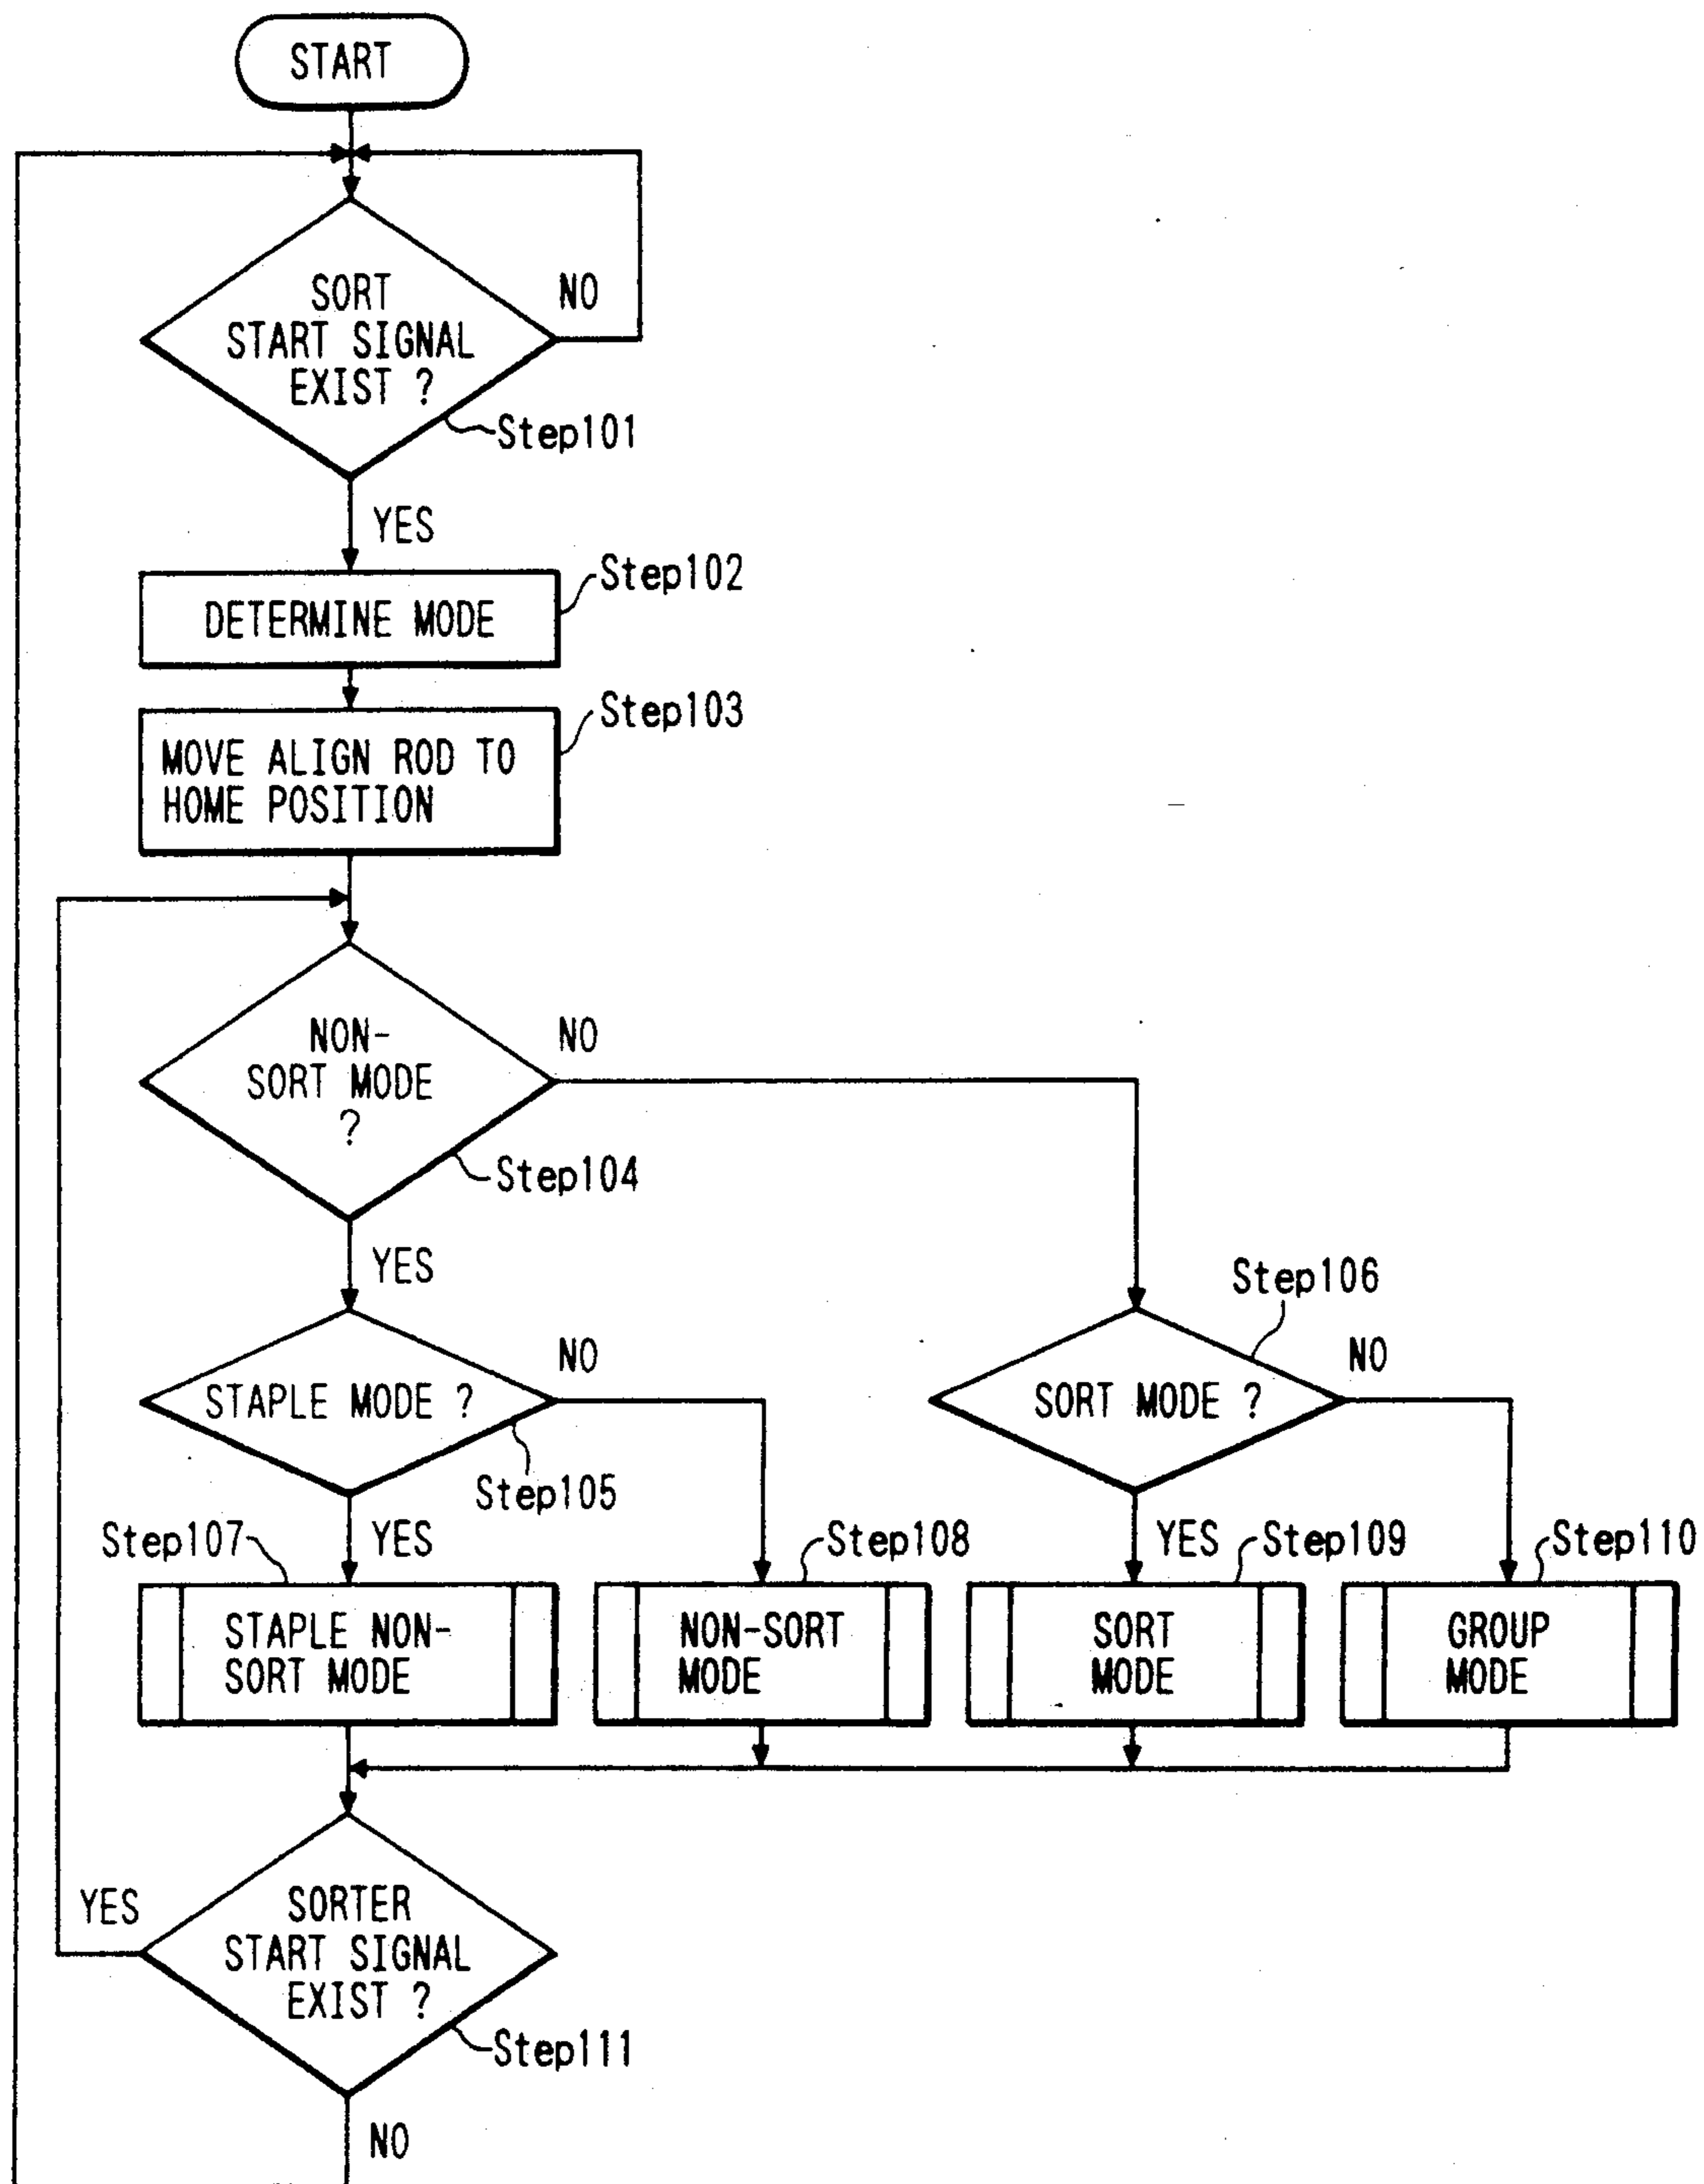 START
SORT
START SIGNAL
EXIST ?
NO
Step101
YES
Step102
DETERMINE MODE
Step103
MOVE ALIGN ROD TO
HOME POSITION
NON-
SORT MODE
?
NO
Step104
YES
Step106
STAPLE MODE ?
NO
SORT MODE ?
NO
Step105
Step107
YES
Step108
YES
Step109
Step110
STAPLE NON-
SORT MODE
NON-SORT
MODE
SORT
MODE
GROUP
MODE
YES
SORTER
START SIGNAL
EXIST ?
Step111
NO